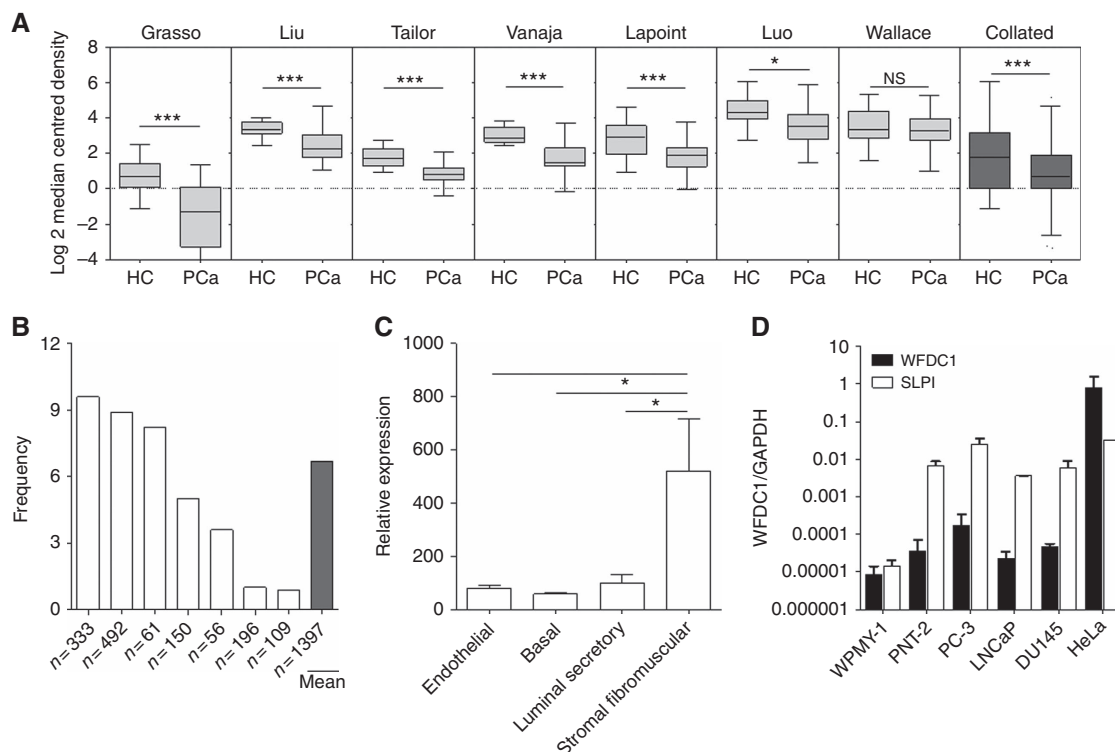 A
Grasso Liu Tailor Vanaja Lapoint Luo Wallace Collated
Log 2 median centred density
8
6
4
2
0
−2
−4
*** *** *** *** *** * NS ***
HC PCa HC PCa HC PCa HC PCa HC PCa HC PCa HC PCa HC PCa
B
Frequency
12
9
6
3
0
n=333
n=492
n=61
n=150
n=56
n=196
n=109
n=1397
Mean
C
Relative expression
1000
800
600
400
200
0
*
*
*
Endothelial
Basal
Luminal secretory
Stromal fibromuscular
D
WFDC1
SLPI
WFDC1/GAPDH
10
1
0.1
0.01
0.001
0.0001
0.00001
0.000001
WPMY-1
PNT-2
PC-3
LNCaP
DU145
HeLa